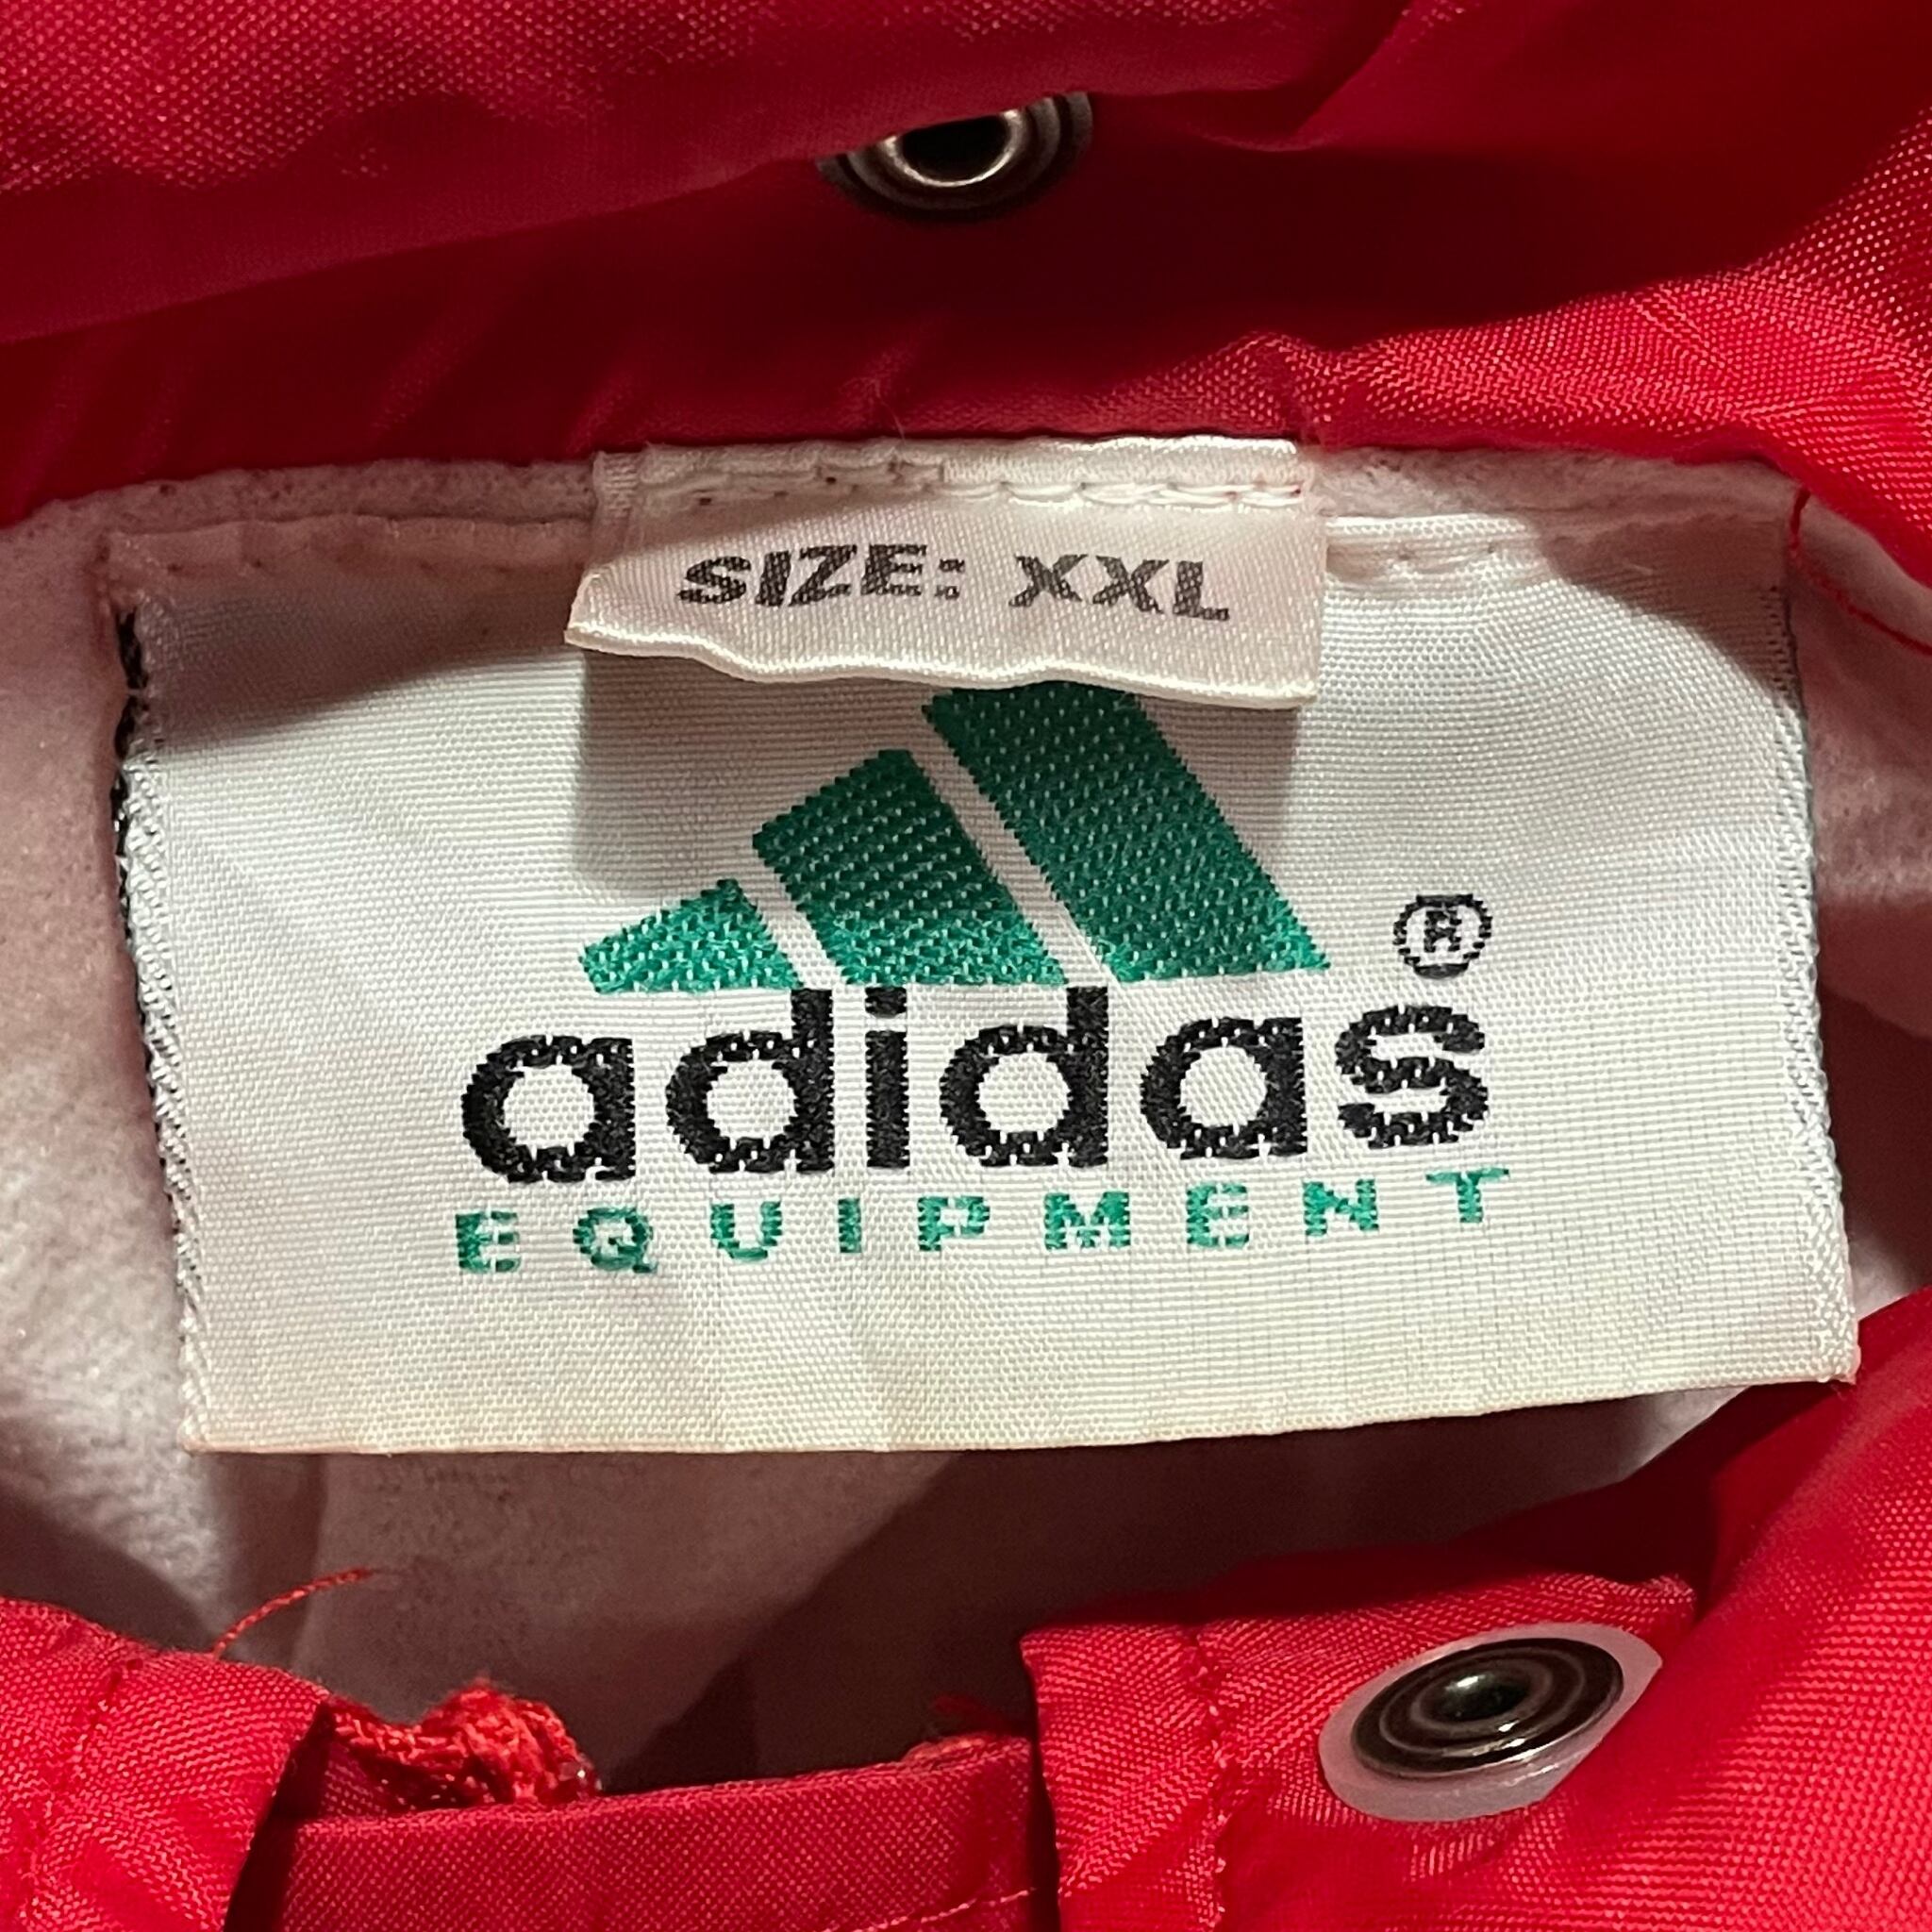 SIZE: XXL
adidas®
EQUIPMENT